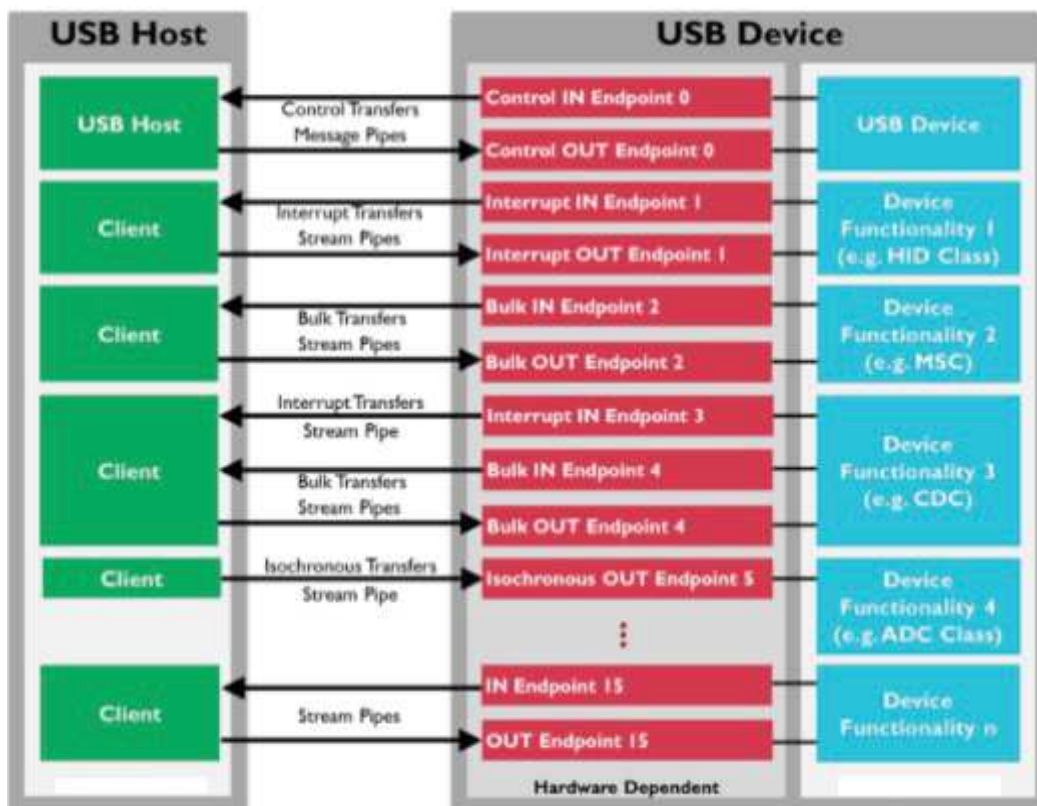 USB Host
USB Device
USB Host
Control Transfers
Message Pipes
Control IN Endpoint 0
Control OUT Endpoint 0
USB Device
Client
Interrupt Transfers
Stream Pipes
Interrupt IN Endpoint 1
Interrupt OUT Endpoint 1
Device
Functionality 1
(e.g. HID Class)
Client
Bulk Transfers
Stream Pipes
Bulk IN Endpoint 2
Bulk OUT Endpoint 2
Device
Functionality 2
(e.g. MSC)
Client
Interrupt Transfers
Stream Pipe
Bulk Transfers
Stream Pipes
Interrupt IN Endpoint 3
Bulk IN Endpoint 4
Bulk OUT Endpoint 4
Device
Functionality 3
(e.g. CDC)
Client
Isochronous Transfers
Stream Pipe
Isochronous OUT Endpoint 5
Device
Functionality 4
(e.g. ADC Class)
Client
Stream Pipes
IN Endpoint 15
OUT Endpoint 15
Device
Functionality n
Hardware Dependent